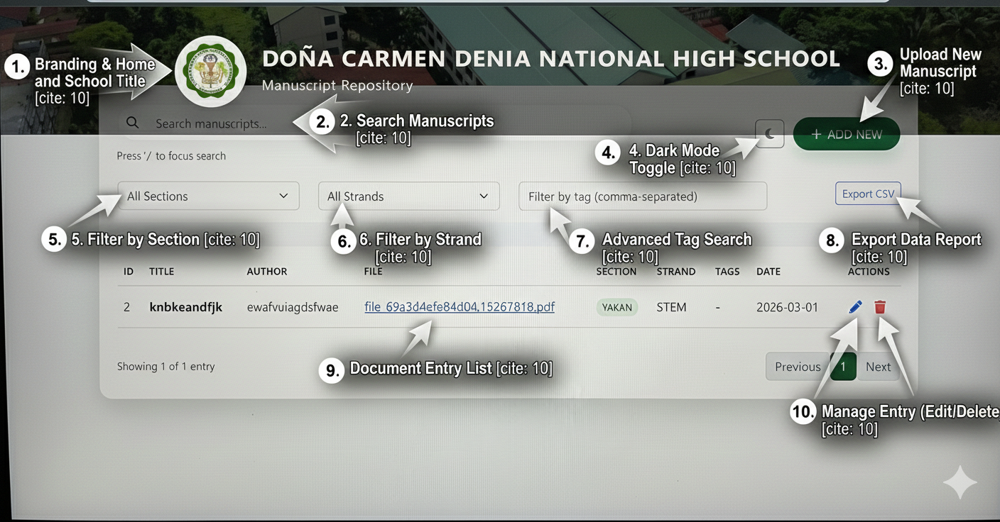 1. Branding & Home
and School Title
[cite: 10]
DOÑA CARMEN DENIA NATIONAL HIGH SCHOOL
Manuscript Repository
3. Upload New
Manuscript
[cite: 10]
Search manuscripts...
2. 2. Search Manuscripts
[cite: 10]
+ ADD NEW
Press '/' to focus search
4. 4. Dark Mode
Toggle [cite: 10]
All Sections
All Strands
Filter by tag (comma-separated)
Export CSV
5. 5. Filter by Section [cite: 10]
6. 6. Filter by Strand
[cite: 10]
7. Advanced Tag Search
[cite: 10]
8. Export Data Report
[cite: 10]
ID TITLE AUTHOR FILE SECTION STRAND TAGS DATE ACTIONS
2 knbkeandfjk ewafvuiagdsfwae file_69a3d4efe84d04.15267818.pdf YAKAN STEM - 2026-03-01
9. Document Entry List [cite: 10]
Showing 1 of 1 entry
Previous 1 Next
10. Manage Entry (Edit/Delete
[cite: 10]